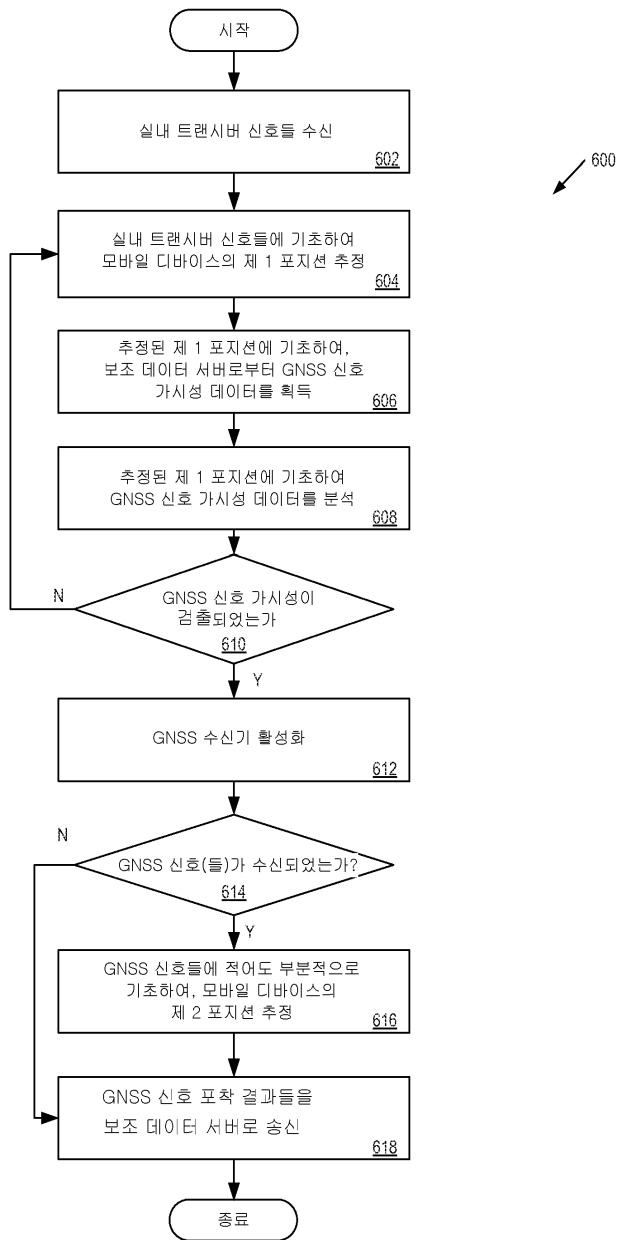 시작
실내 트랜시버 신호들 수신
602
600
실내 트랜시버 신호들에 기초하여
모바일 디바이스의 제 1 포지션 추정
604
추정된 제 1 포지션에 기초하여,
보조 데이터 서버로부터 GNSS 신호
가시성 데이터를 획득
606
추정된 제 1 포지션에 기초하여
GNSS 신호 가시성 데이터를 분석
608
N
GNSS 신호 가시성이
검출되었는가
610
Y
GNSS 수신기 활성화
612
N
GNSS 신호(들)가 수신되었는가?
614
Y
GNSS 신호들에 적어도 부분적으로
기초하여, 모바일 디바이스의
제 2 포지션 추정
616
GNSS 신호 포착 결과들을
보조 데이터 서버로 송신
618
종료